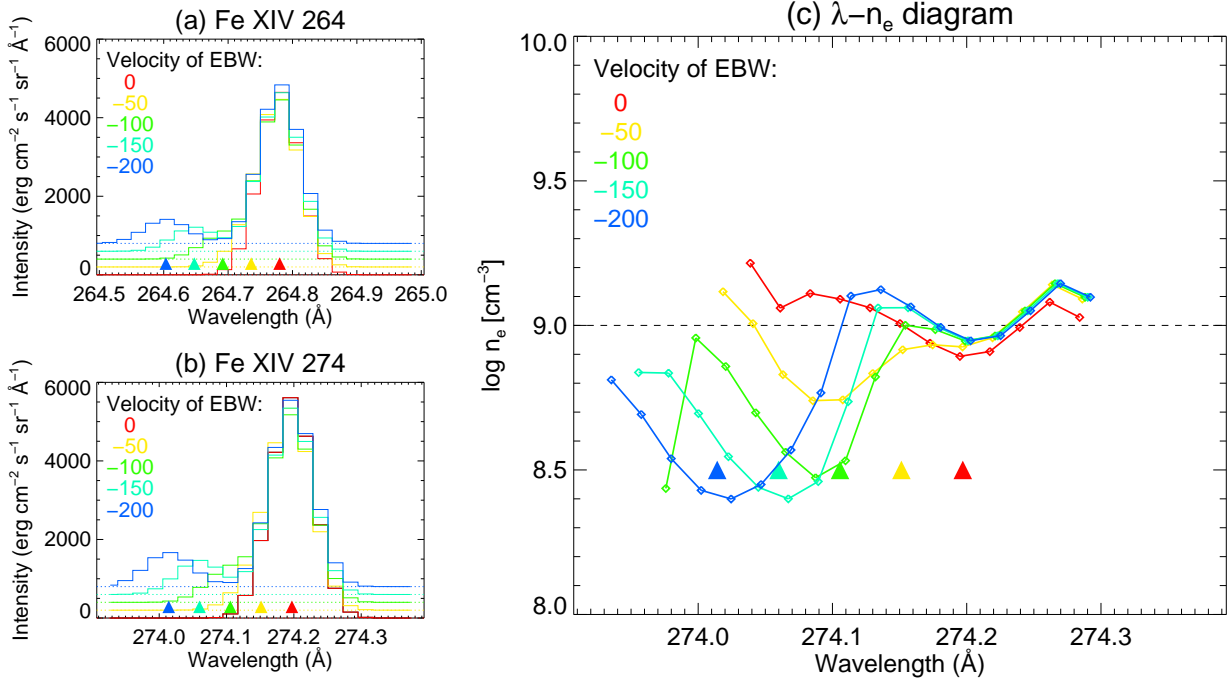 (a) Fe XIV 264
Intensity (erg cm−2 s−1 sr−1 Å−1)
6000
4000
2000
0
Velocity of EBW:
0
−50
−100
−150
−200
264.5 264.6 264.7 264.8 264.9 265.0
Wavelength (Å)
(b) Fe XIV 274
Intensity (erg cm−2 s−1 sr−1 Å−1)
6000
4000
2000
0
Velocity of EBW:
0
−50
−100
−150
−200
274.0 274.1 274.2 274.3
Wavelength (Å)
(c) λ−ne diagram
log ne [cm−3]
10.0
9.5
9.0
8.5
8.0
Velocity of EBW:
0
−50
−100
−150
−200
274.0 274.1 274.2 274.3
Wavelength (Å)